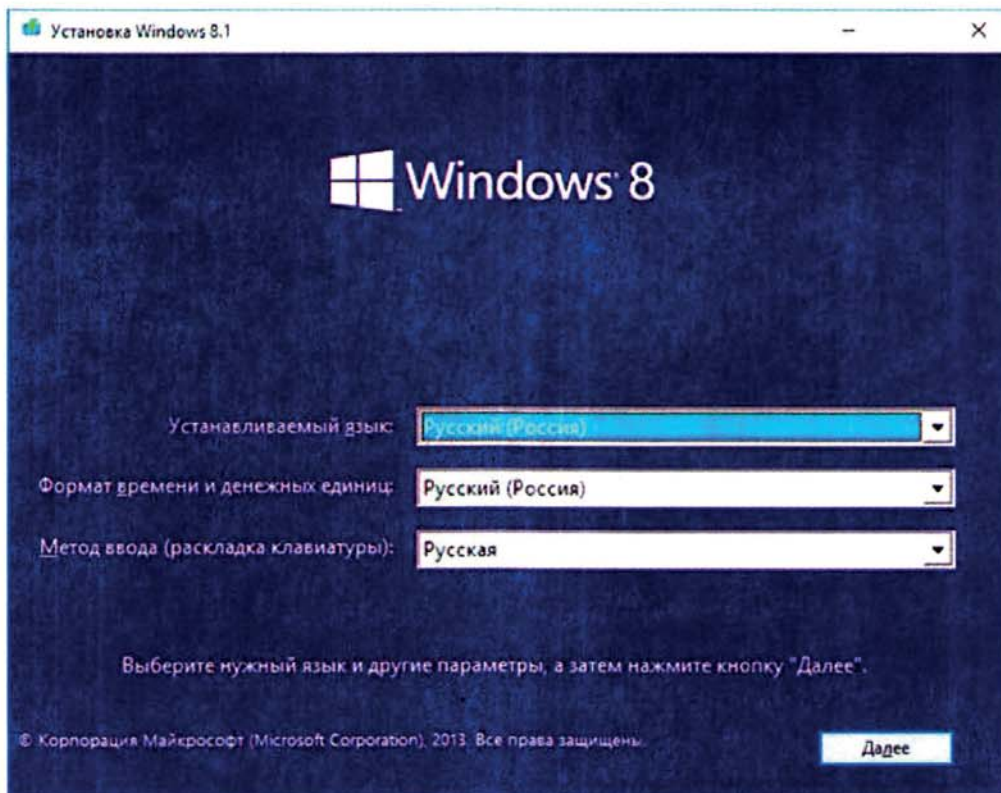 Установка Windows 8.1
Windows 8
Устанавливаемый язык: Русский (Россия)
Формат времени и денежных единиц: Русский (Россия)
Метод ввода (раскладка клавиатуры): Русская
Выберите нужный язык и другие параметры, а затем нажмите кнопку "Далее".
© Корпорация Майкрософт (Microsoft Corporation), 2013. Все права защищены.
Далее